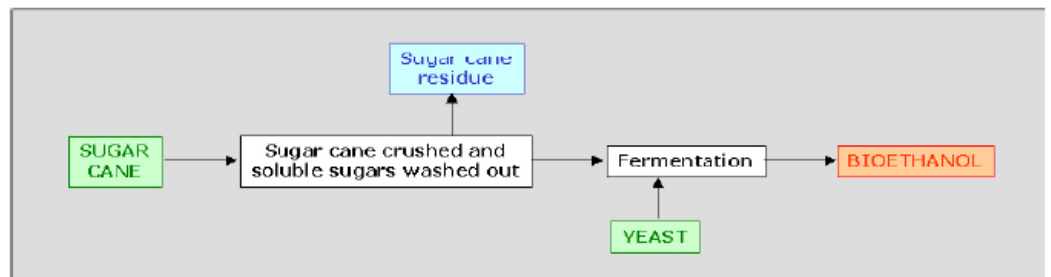 Sugar cane
residue
SUGAR
CANE
Sugar cane crushed and
soluble sugars washed out
Fermentation
BIOETHANOL
YEAST